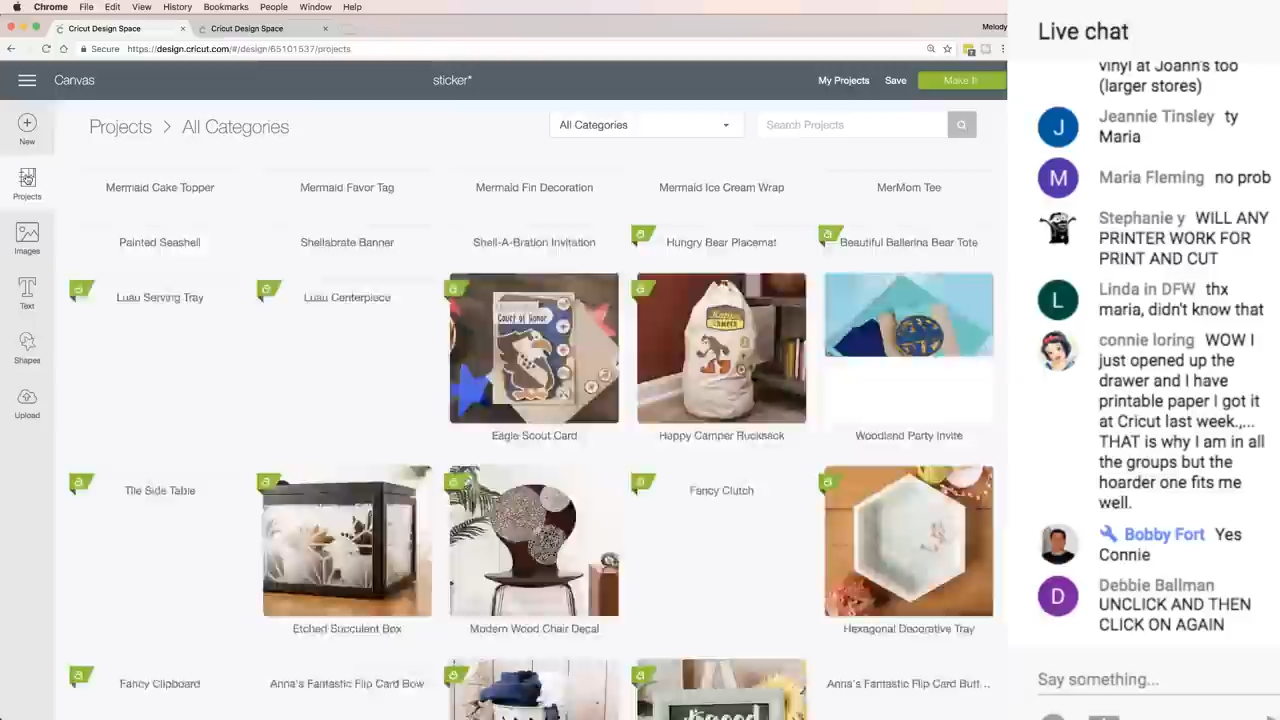 Chrome File Edit View History Bookmarks People Window Help
Cricut Design Space
Cricut Design Space
Melody
Secure https://design.cricut.com/#/design/65101537/projects
Canvas
sticker*
My Projects Save Make It
New
Projects
Images
Text
Shapes
Upload
Projects > All Categories
All Categories
Search Projects
Mermaid Cake Topper Mermaid Favor Tag Mermaid Fin Decoration Mermaid Ice Cream Wrap MerMom Tee
Painted Seashell Shellabrate Banner Shell-A-Bration Invitation Hungry Bear Placemat Beautiful Ballerina Bear Tote
Luau Serving Tray Luau Centerpiece
Court of Honor
Happy
Camper
Eagle Scout Card Happy Camper Rucksack Woodland Party Invite
Tile Side Table Fancy Clutch
Etched Succulent Box Modern Wood Chair Decal Hexagonal Decorative Tray
Fancy Clipboard Anna's Fantastic Flip Card Bow Anna's Fantastic Flip Card Butt...
Live chat
vinyl at Joann's too
(larger stores)
J
Jeannie Tinsley ty
Maria
M
Maria Fleming no prob
Stephanie y WILL ANY
PRINTER WORK FOR
PRINT AND CUT
L
Linda in DFW thx
maria, didn't know that
connie loring WOW I
just opened up the
drawer and I have
printable paper I got it
at Cricut last week.,...
THAT is why I am in all
the groups but the
hoarder one fits me
well.
Bobby Fort Yes
Connie
D
Debbie Ballman
UNCLICK AND THEN
CLICK ON AGAIN
Say something...